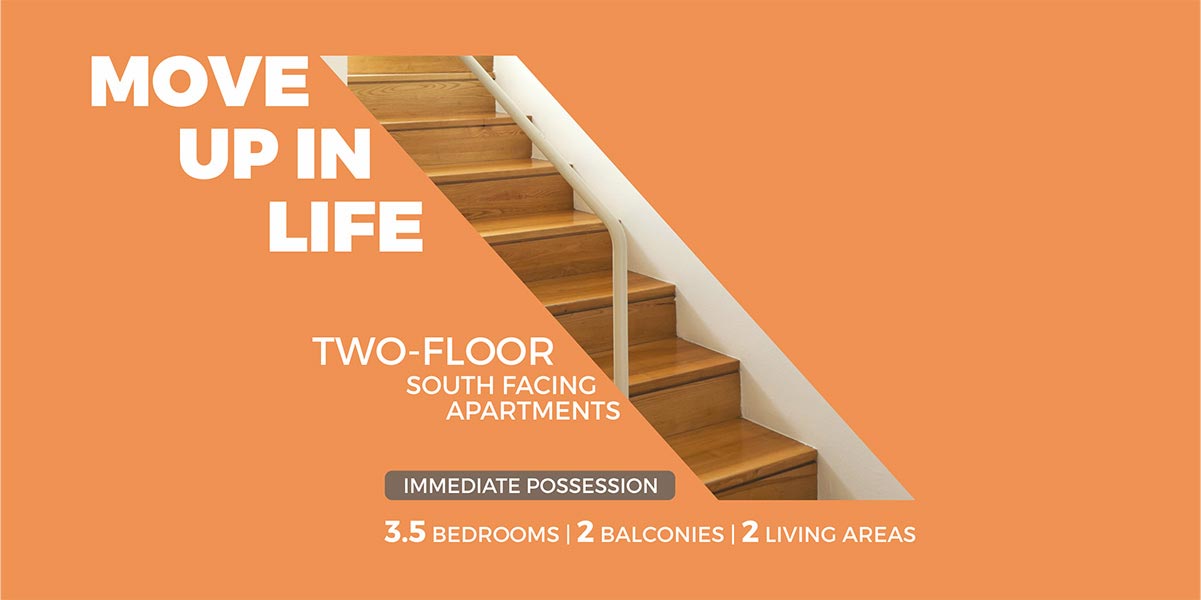 MOVE
UP IN
LIFE
TWO-FLOOR
SOUTH FACING
APARTMENTS
IMMEDIATE POSSESSION
3.5 BEDROOMS | 2 BALCONIES | 2 LIVING AREAS